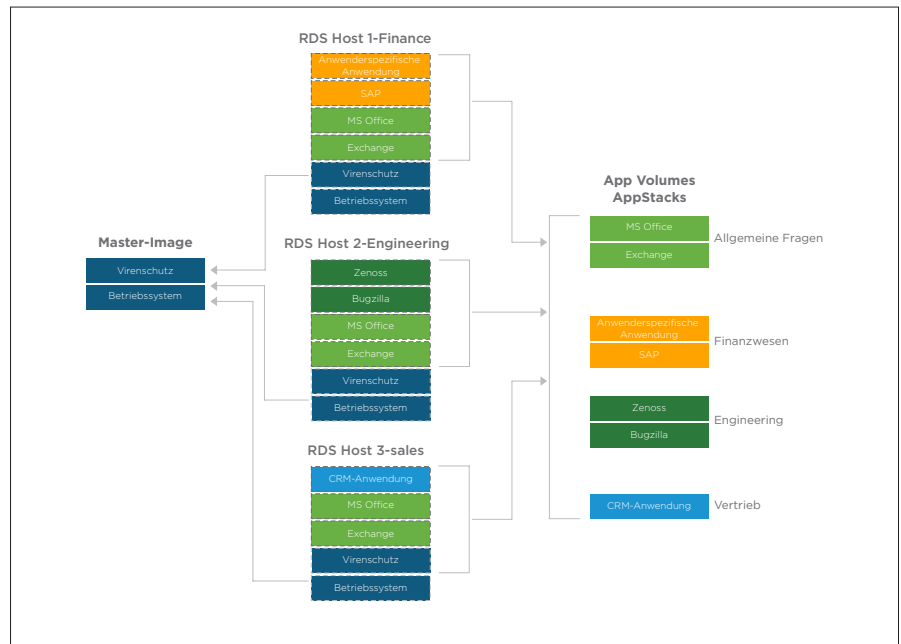 RDS Host 1-Finance
Anwenderspezifische
Anwendung
SAP
MS Office
Exchange
Virenschutz
Betriebssystem
Master-Image
Virenschutz
Betriebssystem
RDS Host 2-Engineering
Zenoss
Bugzilla
MS Office
Exchange
Virenschutz
Betriebssystem
RDS Host 3-sales
CRM-Anwendung
MS Office
Exchange
Virenschutz
Betriebssystem
App Volumes
AppStacks
MS Office
Exchange
Allgemeine Fragen
Anwenderspezifische
Anwendung
SAP
Finanzwesen
Zenoss
Bugzilla
Engineering
CRM-Anwendung
Vertrieb